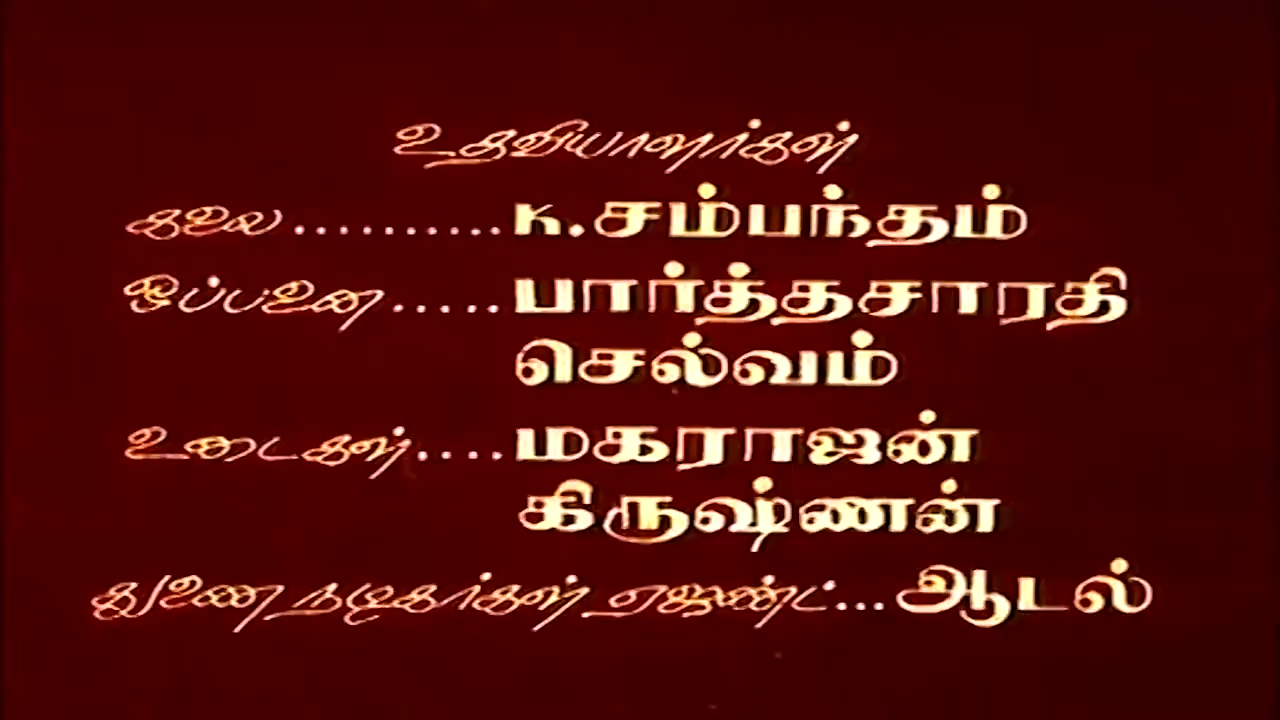 உதவியாளர்கள்
கலை..........K.சம்பந்தம்
ஒப்பனை.....பார்த்தசாரதி
செல்வம்
உடைகள்....மகராஜன்
கிருஷ்ணன்
துணை நடிகர்கள் ஏஜண்ட்...ஆடல்